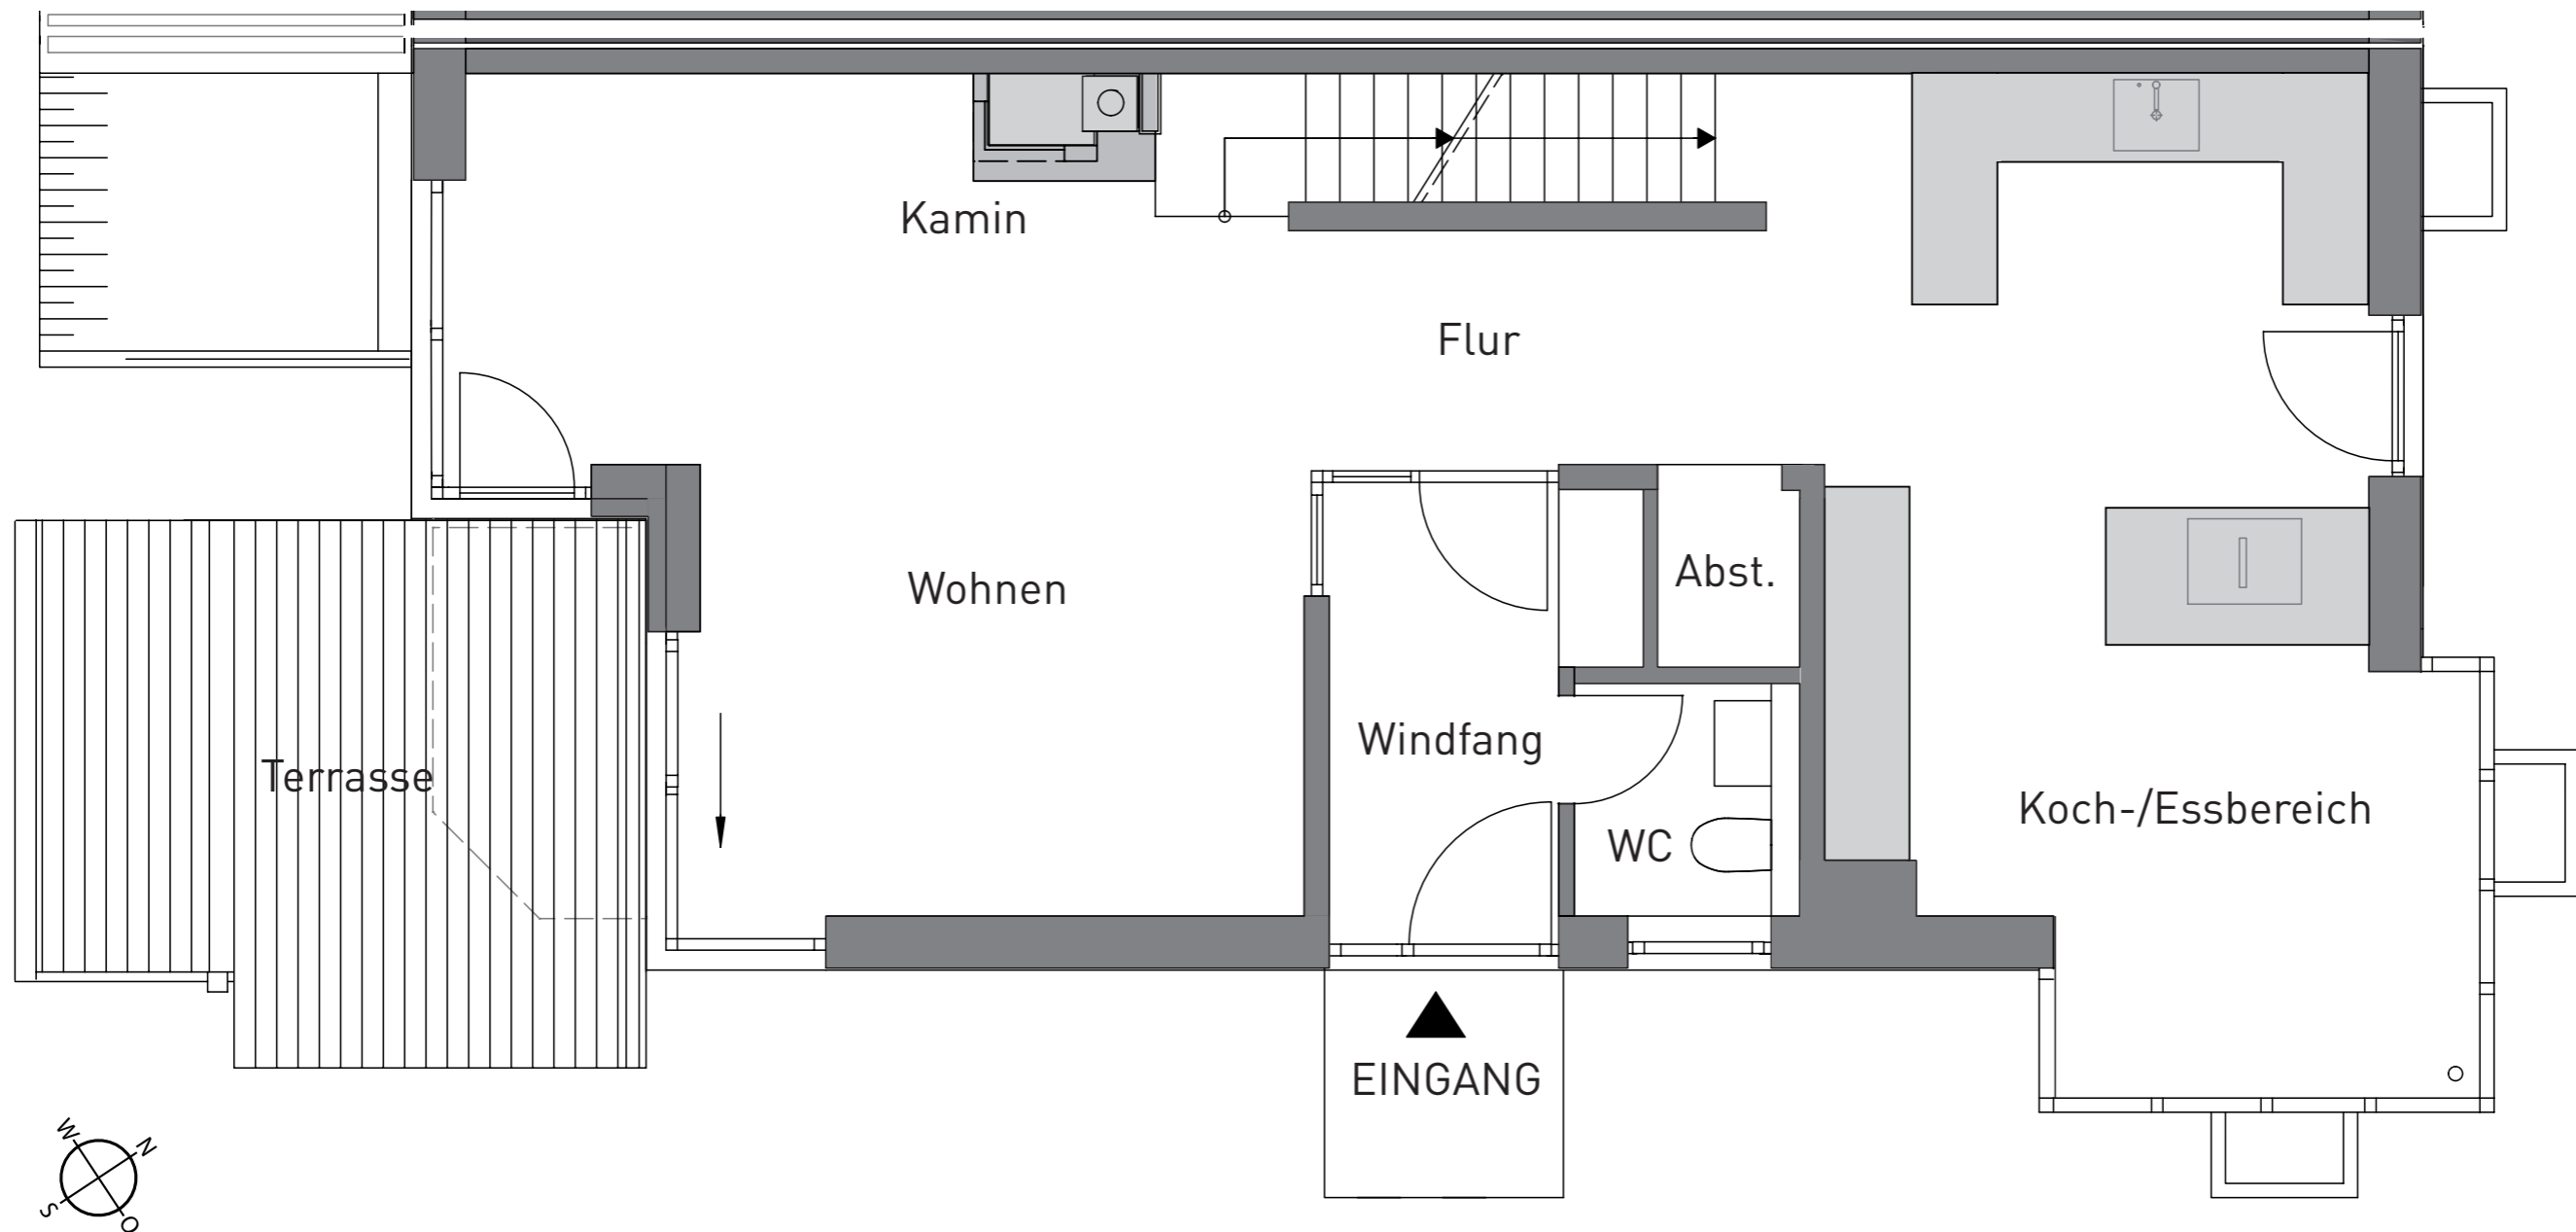 Kamin
Flur
Abst.
Wohnen
Windfang
Terrasse
Koch-/Essbereich
WC
EINGANG
W
N
S
O